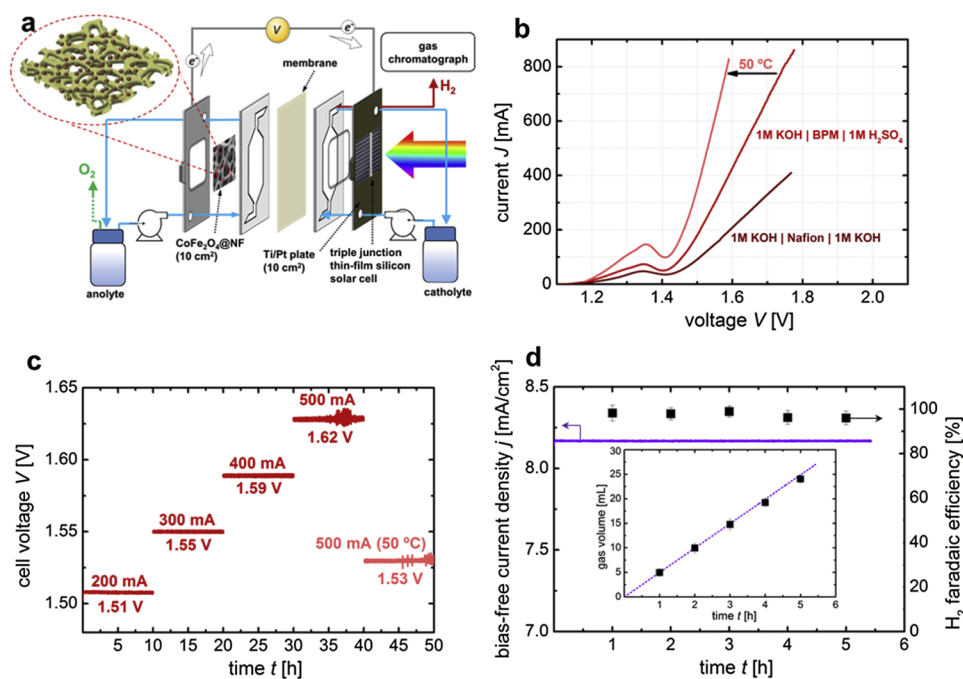 a
V
e⁻
e⁻
gas
chromatograph
membrane
H₂
O₂
CoFe₂O₄@NF
(10 cm²)
Ti/Pt plate
(10 cm²)
triple junction
thin-film silicon
solar cell
anolyte
catholyte
b
800
600
400
200
0
1.2
1.4
1.6
1.8
2.0
current J [mA]
voltage V [V]
50 ºC
1M KOH | BPM | 1M H₂SO₄
1M KOH | Nafion | 1M KOH
c
1.65
1.60
1.55
1.50
cell voltage V [V]
500 mA
1.62 V
400 mA
1.59 V
300 mA
1.55 V
500 mA (50 ºC)
1.53 V
200 mA
1.51 V
5 10 15 20 25 30 35 40 45 50
time t [h]
d
8.5
8.0
7.5
7.0
bias-free current density j [mA/cm²]
100
80
60
40
20
0
H₂ faradaic efficiency [%]
30
25
20
15
10
5
0
gas volume [mL]
1 2 3 4 5 6
time t [h]
1 2 3 4 5 6
time t [h]